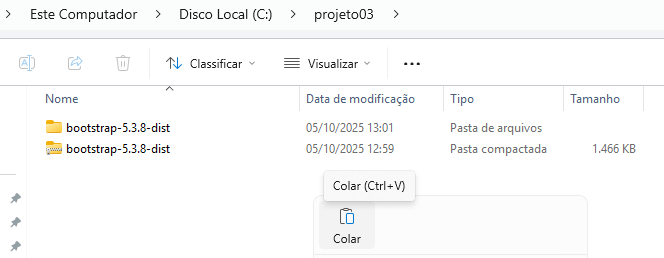 Este Computador > Disco Local (C:) > projeto03 >
Classificar Visualizar
Nome Data de modificação Tipo Tamanho
bootstrap-5.3.8-dist 05/10/2025 13:01 Pasta de arquivos
bootstrap-5.3.8-dist 05/10/2025 12:59 Pasta compactada 1.466 KB
Colar (Ctrl+V)
Colar